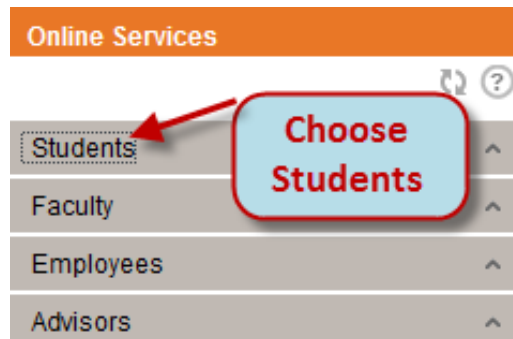 Online Services
Students
Choose
Students
Faculty
Employees
Advisors